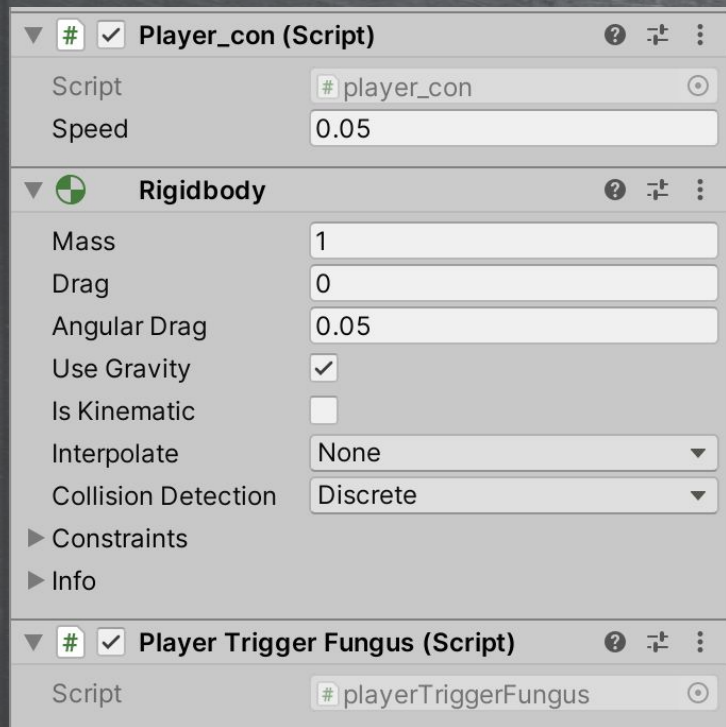 Player_con (Script)
Script # player_con
Speed 0.05
Rigidbody
Mass 1
Drag 0
Angular Drag 0.05
Use Gravity
Is Kinematic
Interpolate None
Collision Detection Discrete
Constraints
Info
# Player Trigger Fungus (Script)
Script # playerTriggerFungus